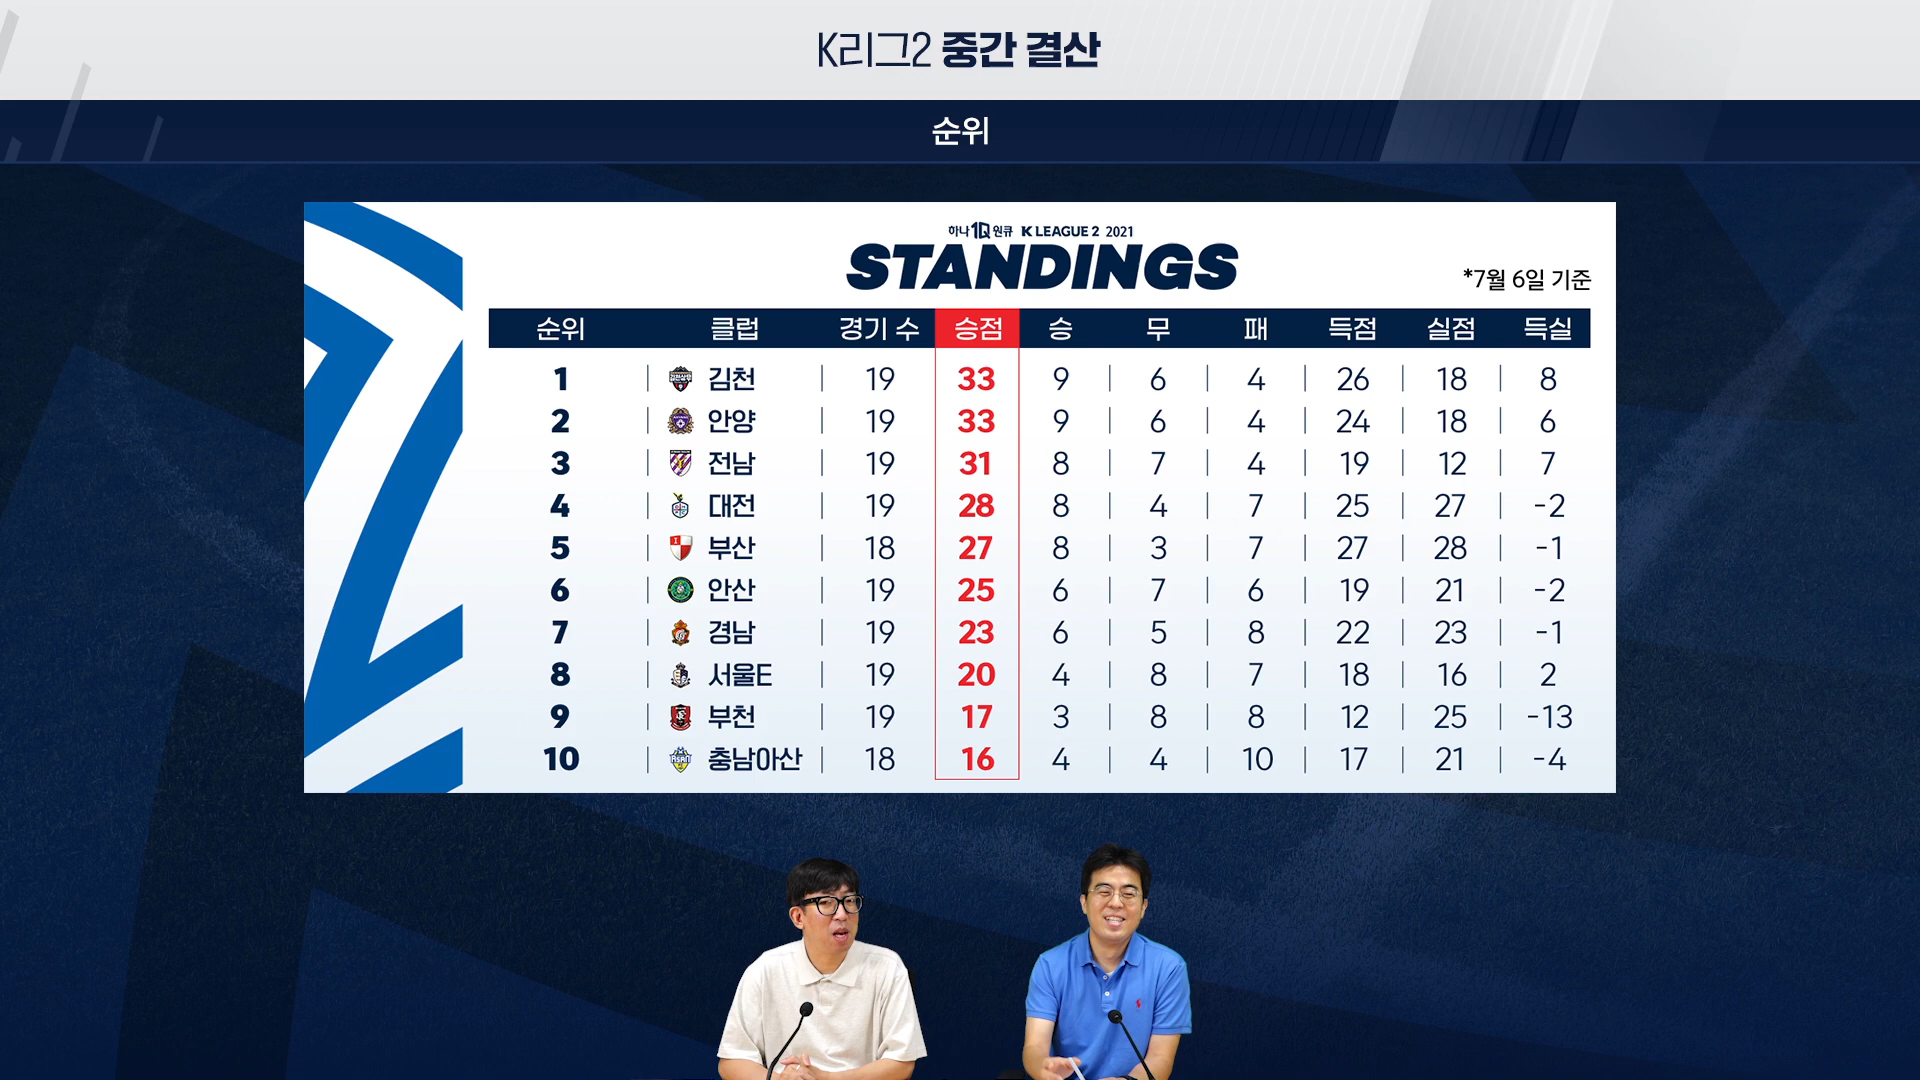 K리그2 중간 결산
순위
하나1Q원큐 K LEAGUE 2 2021
STANDINGS
*7월 6일 기준
순위 클럽 경기 수 승점 승 무 패 득점 실점 득실
1 김천 19 33 9 6 4 26 18 8
2 안양 19 33 9 6 4 24 18 6
3 전남 19 31 8 7 4 19 12 7
4 대전 19 28 8 4 7 25 27 -2
5 부산 18 27 8 3 7 27 28 -1
6 안산 19 25 6 7 6 19 21 -2
7 경남 19 23 6 5 8 22 23 -1
8 서울E 19 20 4 8 7 18 16 2
9 부천 19 17 3 8 8 12 25 -13
10 충남아산 18 16 4 4 10 17 21 -4